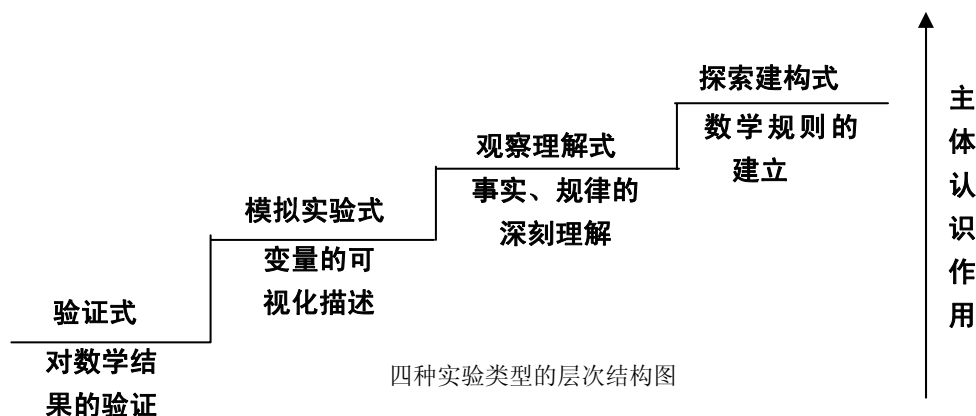 探索建构式
数学规则的
建立
观察理解式
事实、规律的
深刻理解
模拟实验式
变量的可
视化描述
验证式
对数学结
果的验证
四种实验类型的层次结构图
主
体
认
识
作
用